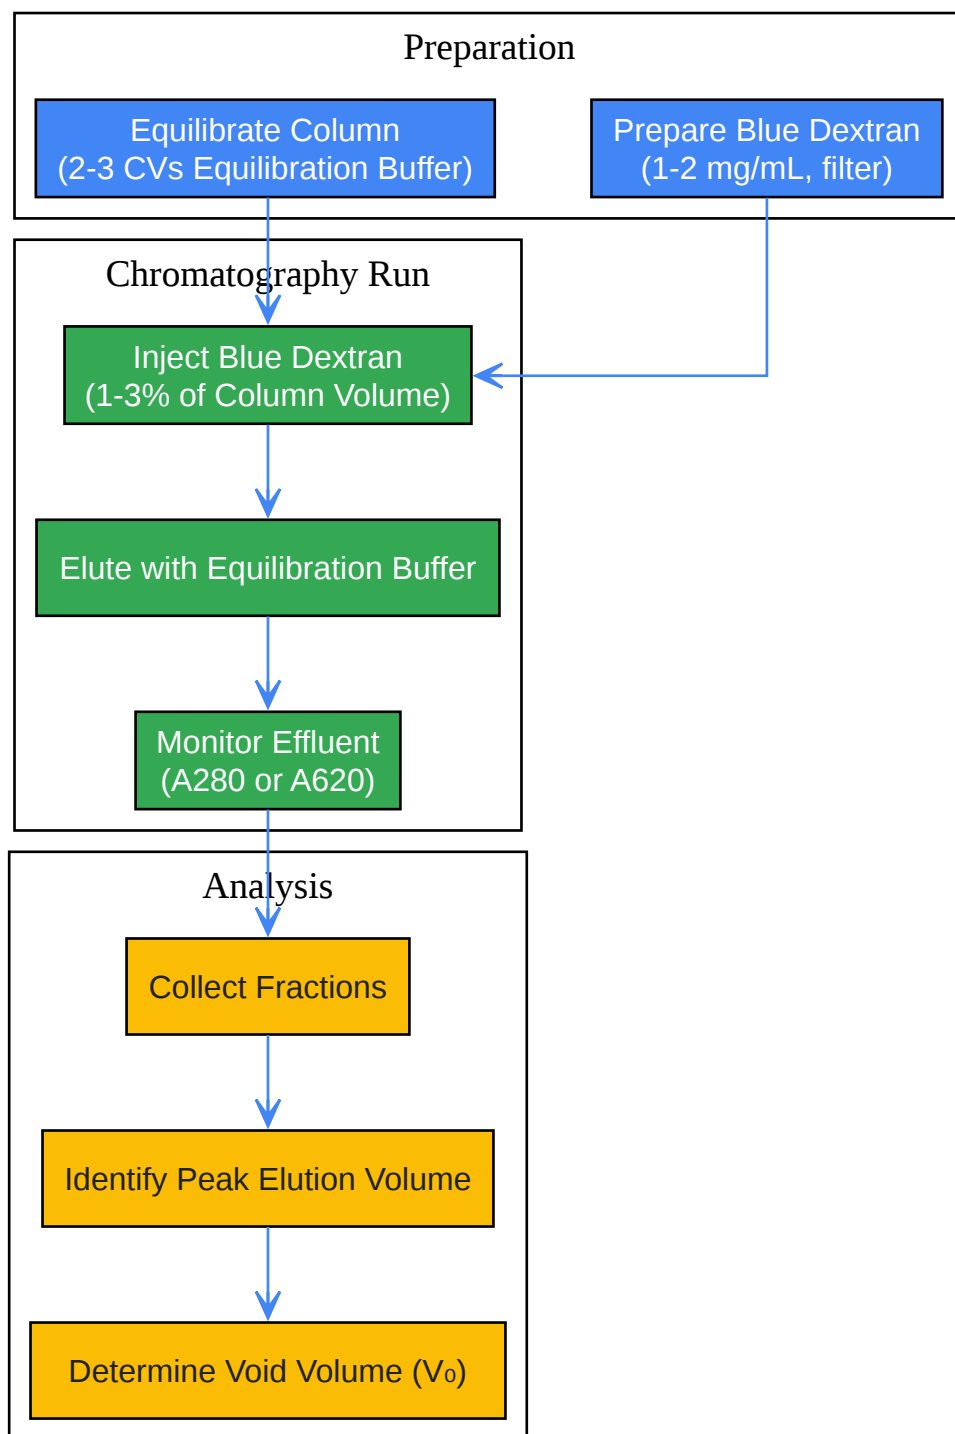 Preparation
Equilibrate Column
(2-3 CVs Equilibration Buffer)
Prepare Blue Dextran
(1-2 mg/mL, filter)
Chromatography Run
Inject Blue Dextran
(1-3% of Column Volume)
Elute with Equilibration Buffer
Monitor Effluent
(A280 or A620)
Analysis
Collect Fractions
Identify Peak Elution Volume
Determine Void Volume (V₀)